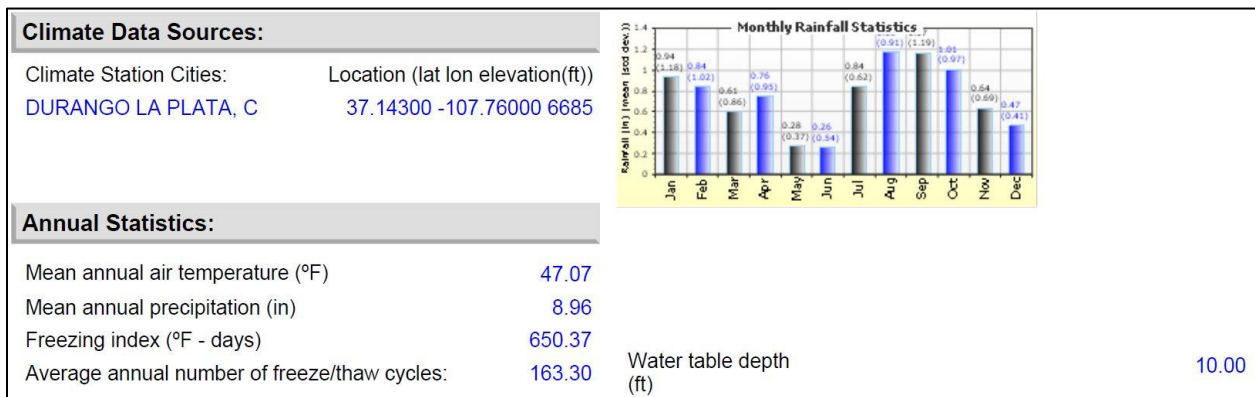 Climate Data Sources:
Climate Station Cities: Location (lat lon elevation(ft))
DURANGO LA PLATA, C 37.14300 -107.76000 6685
Annual Statistics:
Mean annual air temperature (ºF) 47.07
Mean annual precipitation (in) 8.96
Freezing index (ºF - days) 650.37
Average annual number of freeze/thaw cycles: 163.30
Monthly Rainfall Statistics
Rainfall (in) (mean (std dev.))
1.4
1.2
1
0.8
0.6
0.4
0.2
0
0.94
(1.18)
0.84
(1.02)
0.61
(0.86)
0.76
(0.95)
0.28
(0.37)
0.26
(0.54)
0.84
(0.62)
(0.91)
(1.19)
1.01
(0.97)
0.64
(0.69)
0.47
(0.41)
Jan Feb Mar Apr May Jun Jul Aug Sep Oct Nov Dec
Water table depth 10.00
(ft)